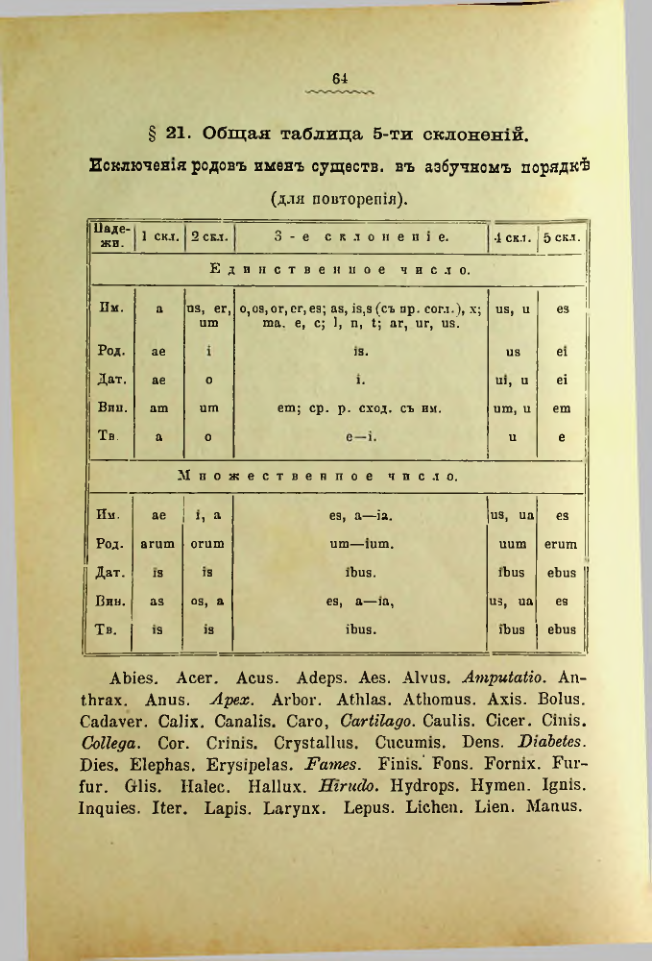 64
§ 21. Общая таблица 5-ти склоненій.
Исключенія родовъ именъ существ. въ азбучномъ порядкѣ
(для повторенія).
Паде-
жи. 1 скл. 2 скл. 3-е склоненіе. 4 скл. 5 скл.
Единственное число.
Им. a us, er, o, os, or, er, es; as, is, s (съ пр. согл.), x; us, u es
um ma. e, c; l, n, t; ar, ur, us.
Род. ae i is. us ei
Дат. ae o i. ui, u ei
Вин. am um em; ср. р. сход. съ им. um, u em
Тв. a o e—i. u e
Множественное число.
Им. ae i, a es, a—ia. us, ua es
Род. arum orum um—ium. uum erum
Дат. is is ibus. ibus ebus
Вин. as os, a es, a—ia, us, ua es
Тв. is is ibus. ibus ebus
Abies. Acer. Acus. Adeps. Aes. Alvus. Amputatio. An-
thrax. Anus. Apex. Arbor. Athlas. Athomus. Axis. Bolus.
Cadaver. Calix. Canalis. Caro, Cartilago. Caulis. Cicer. Cinis.
Collega. Cor. Crinis. Crystallus. Cucumis. Dens. Diabetes.
Dies. Elephas. Erysipelas. Fames. Finis. Fons. Fornix. Fur-
fur. Glis. Halec. Hallux. Hirudo. Hydrops. Hymen. Ignis.
Inquies. Iter. Lapis. Larynx. Lepus. Lichen. Lien. Manus.